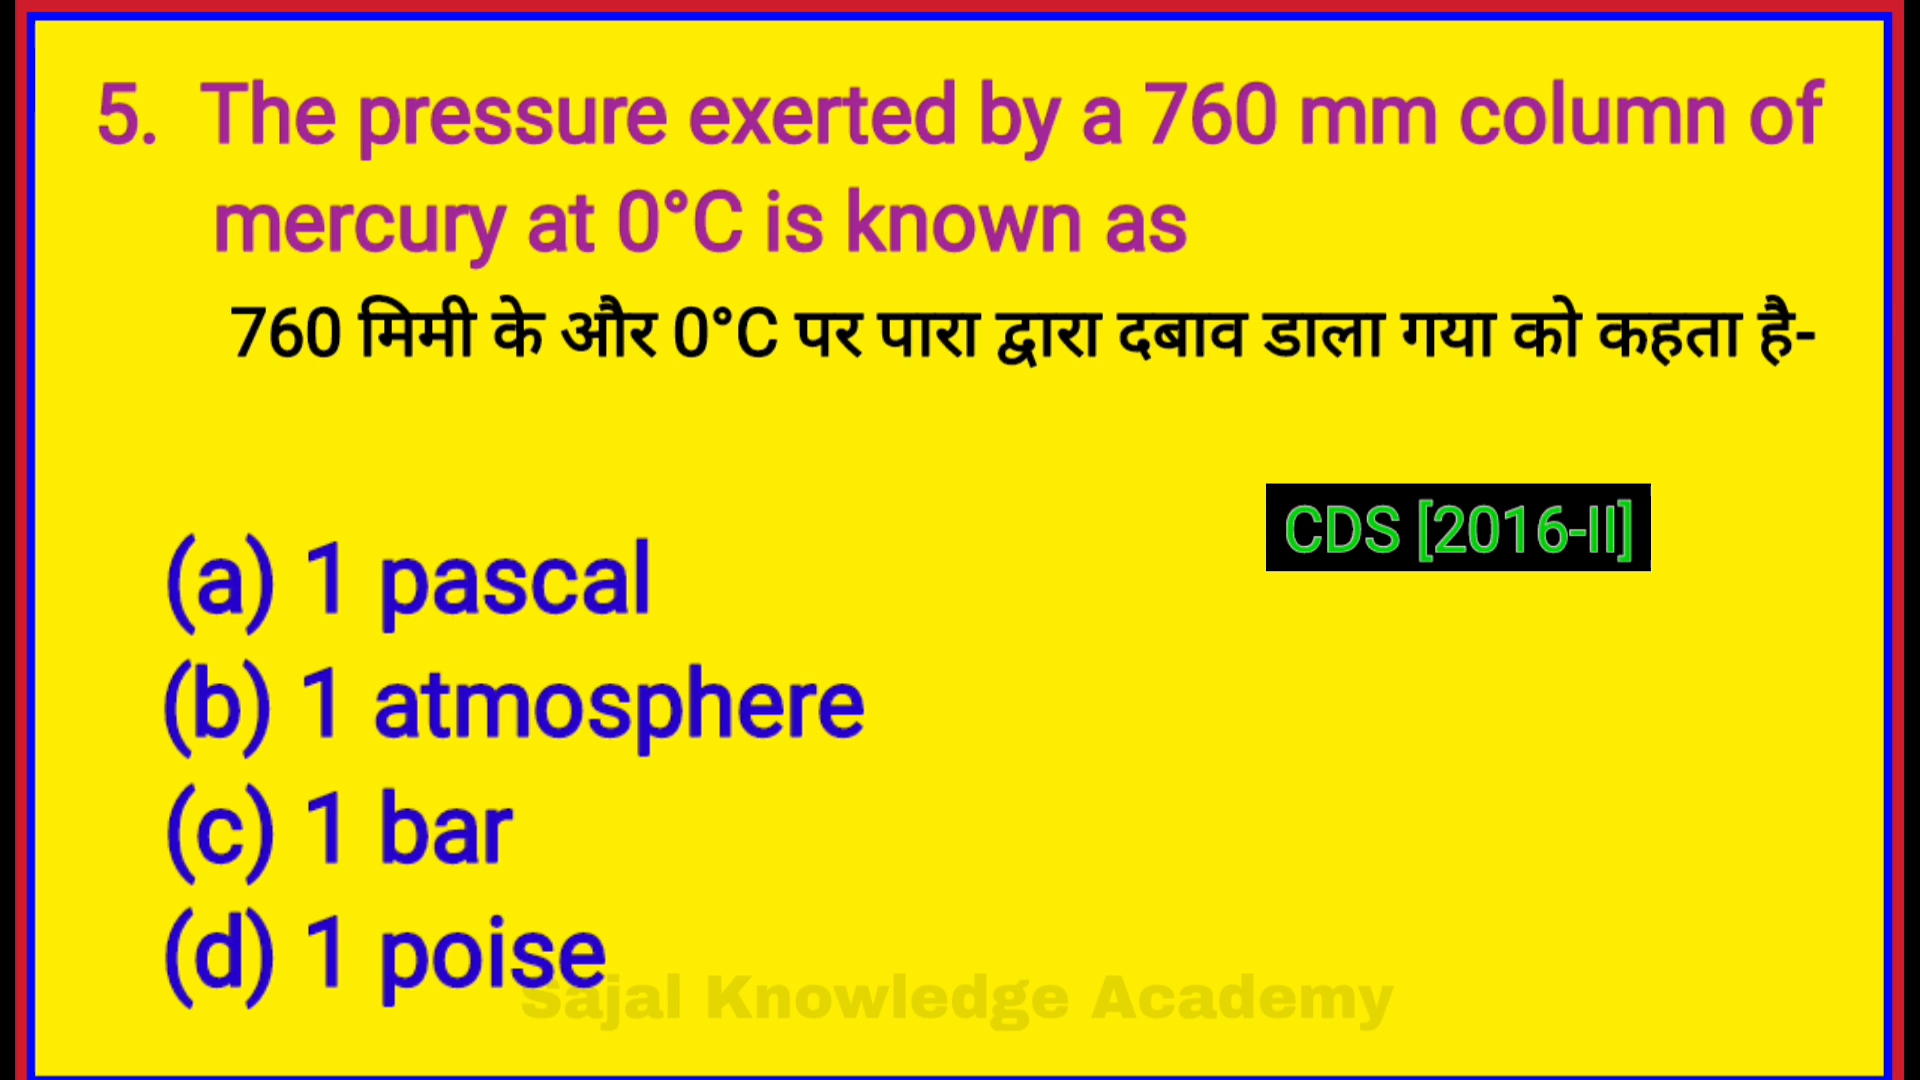 5. The pressure exerted by a 760 mm column of
mercury at 0°C is known as
760 मिमी के और 0°C पर पारा द्वारा दबाव डाला गया को कहता है-
CDS [2016-II]
(a) 1 pascal
(b) 1 atmosphere
(c) 1 bar
(d) 1 poise
Sajal Knowledge Academy